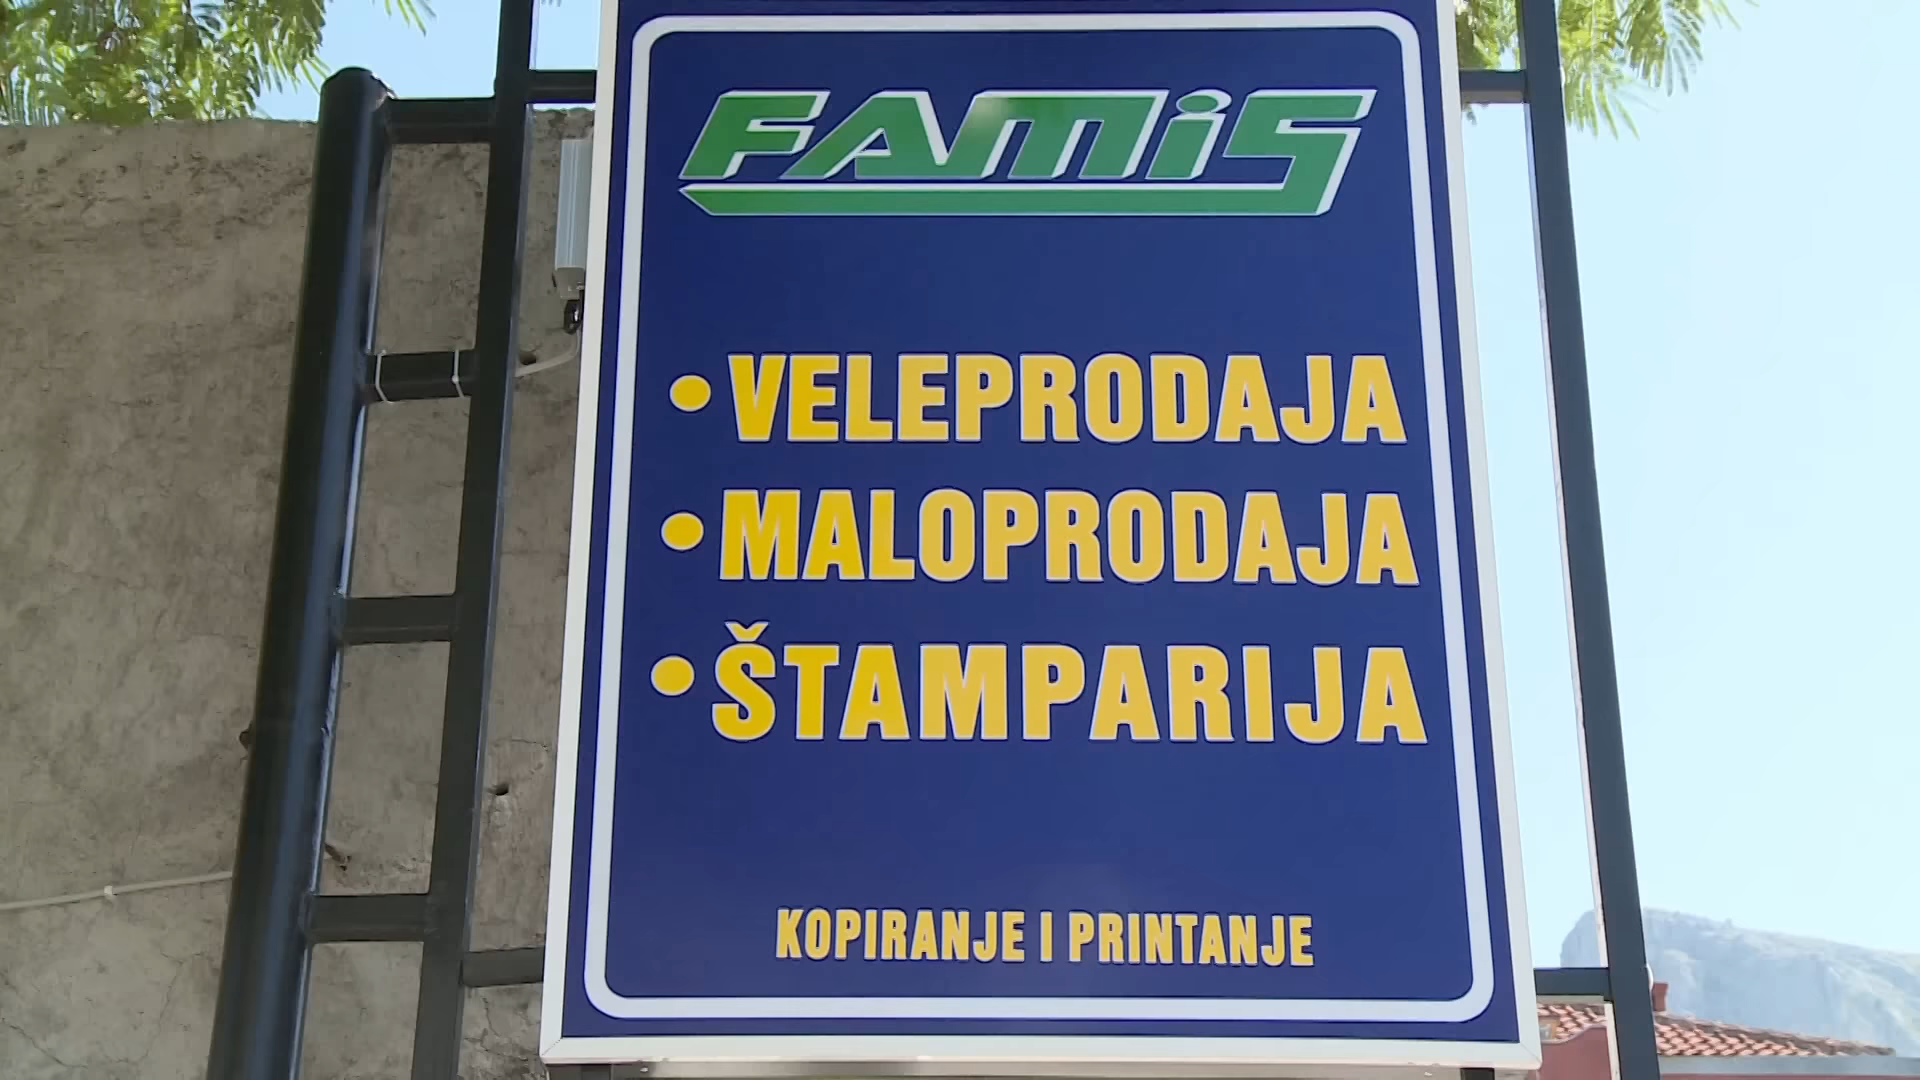 FAMiS
• VELEPRODAJA
• MALOPRODAJA
• ŠTAMPARIJA
KOPIRANJE I PRINTANJE